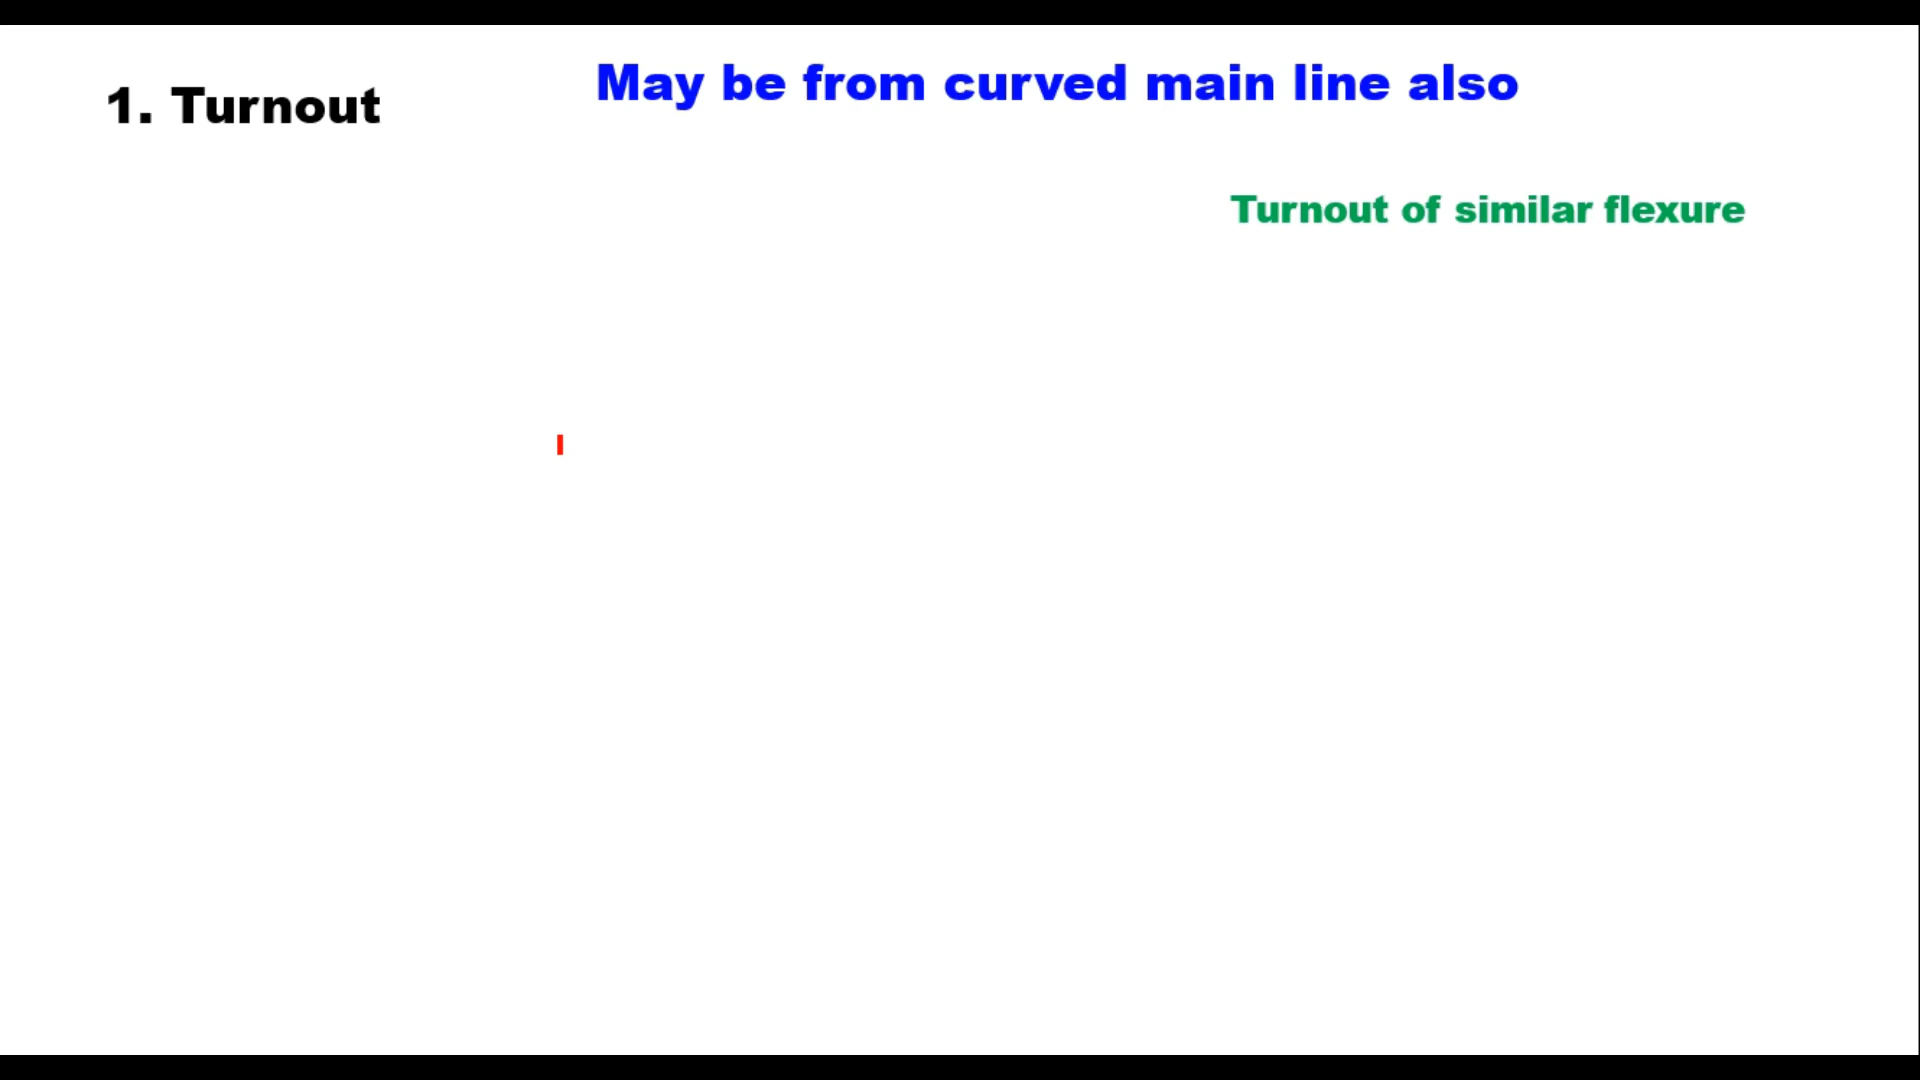 1. Turnout
May be from curved main line also
Turnout of similar flexure